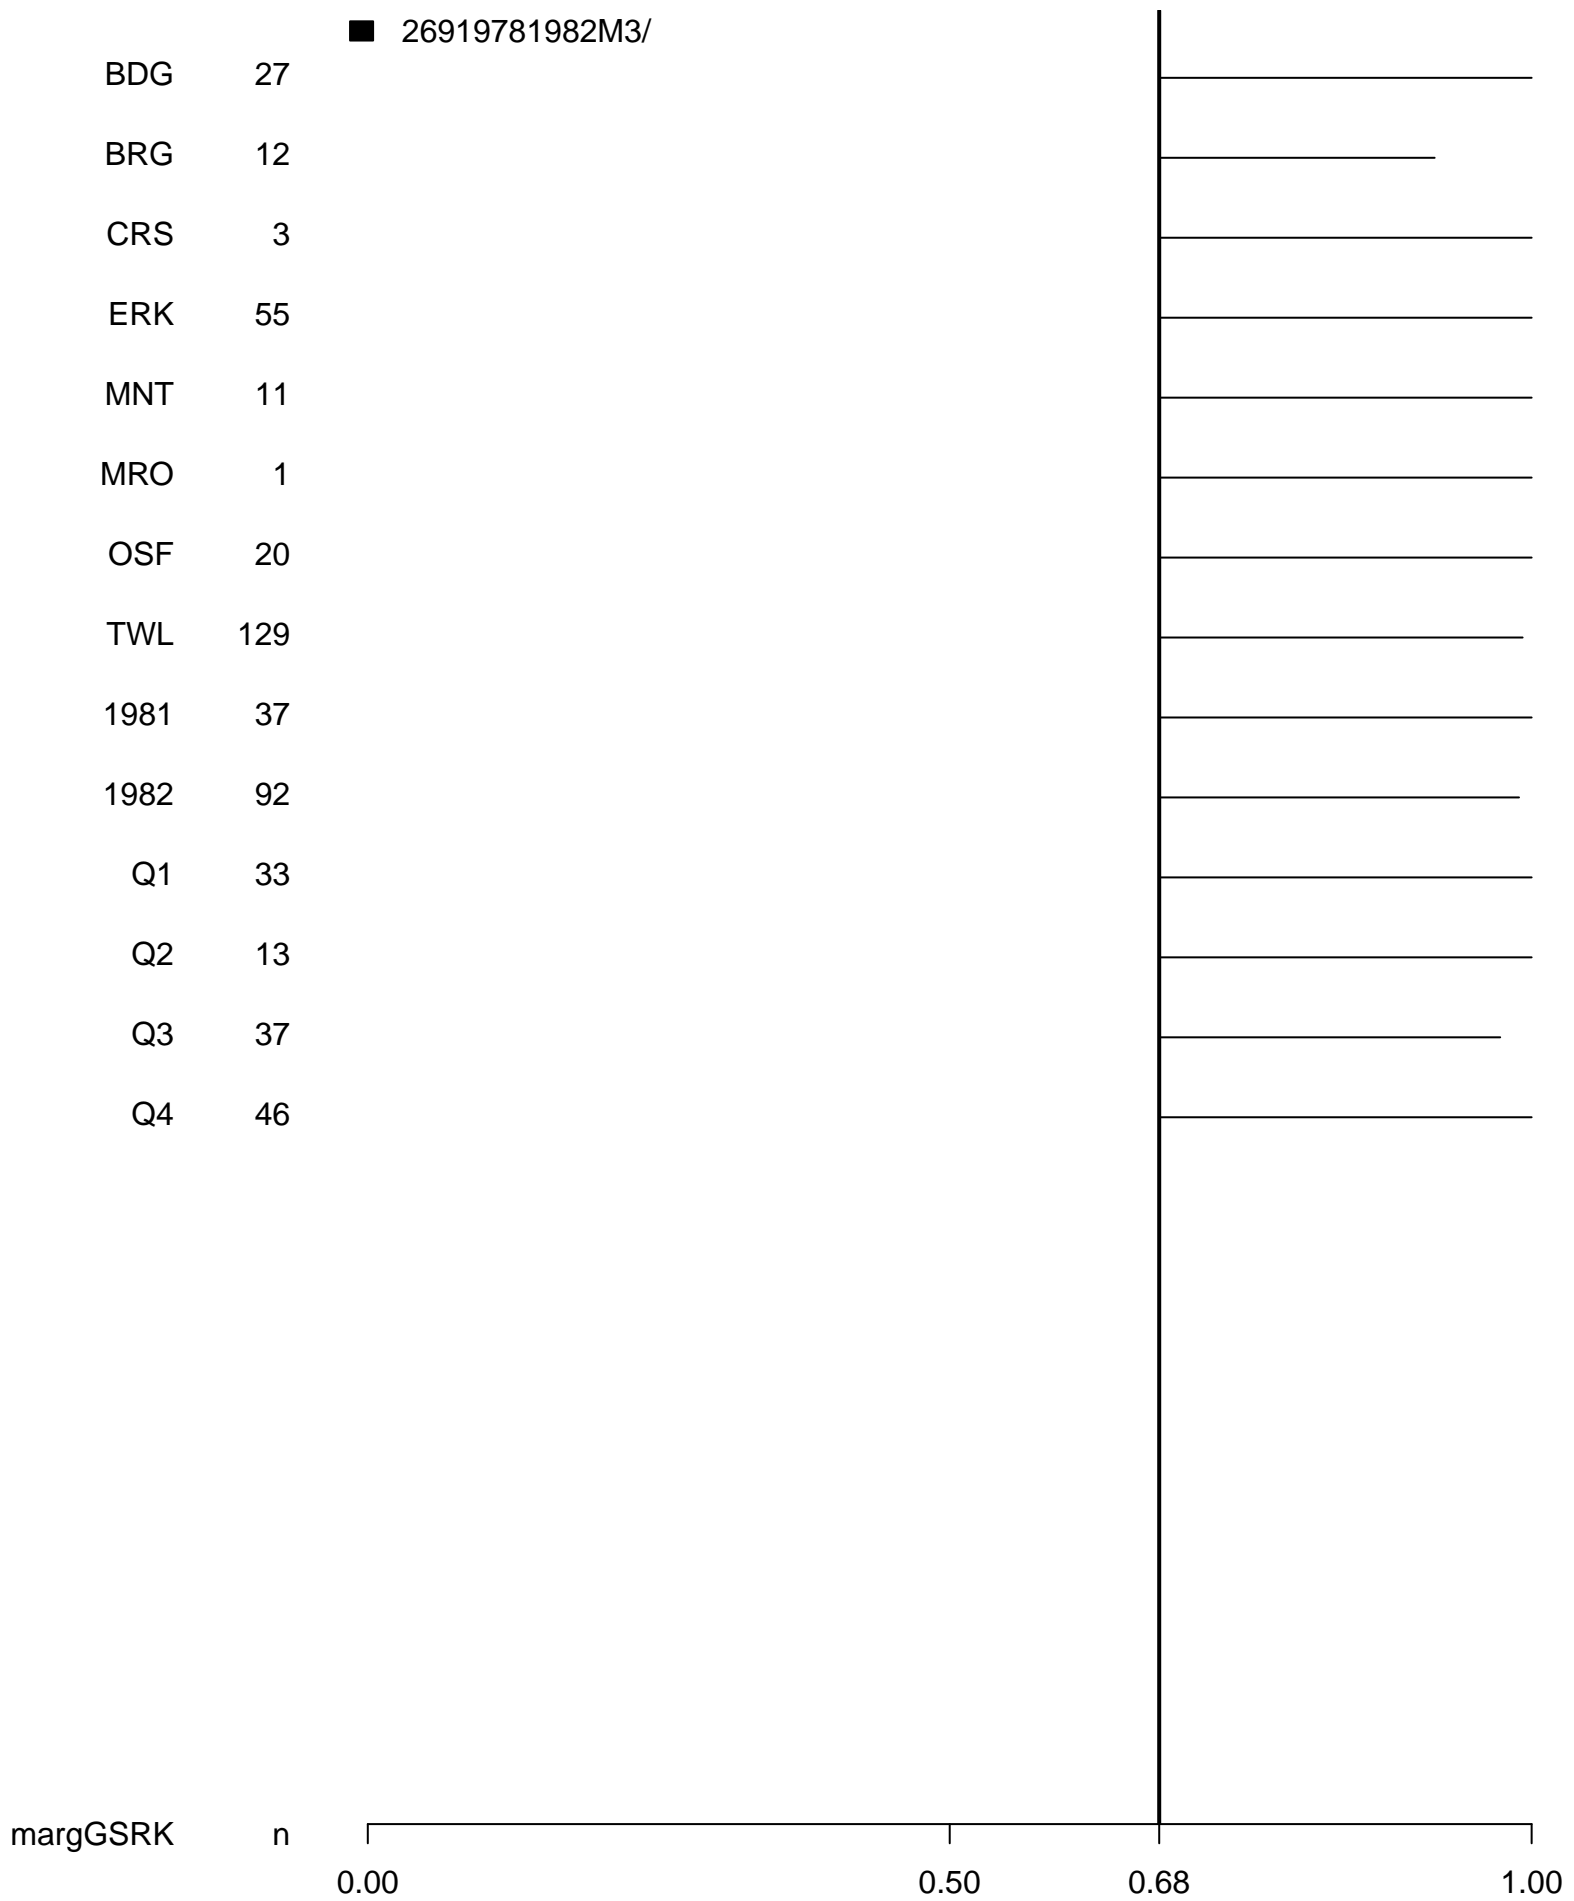 26919781982M3/
BDG 27
BRG 12
CRS 3
ERK 55
MNT 11
MRO 1
OSF 20
TWL 129
1981 37
1982 92
Q1 33
Q2 13
Q3 37
Q4 46
margGSRK n
0.00 0.50 0.68 1.00